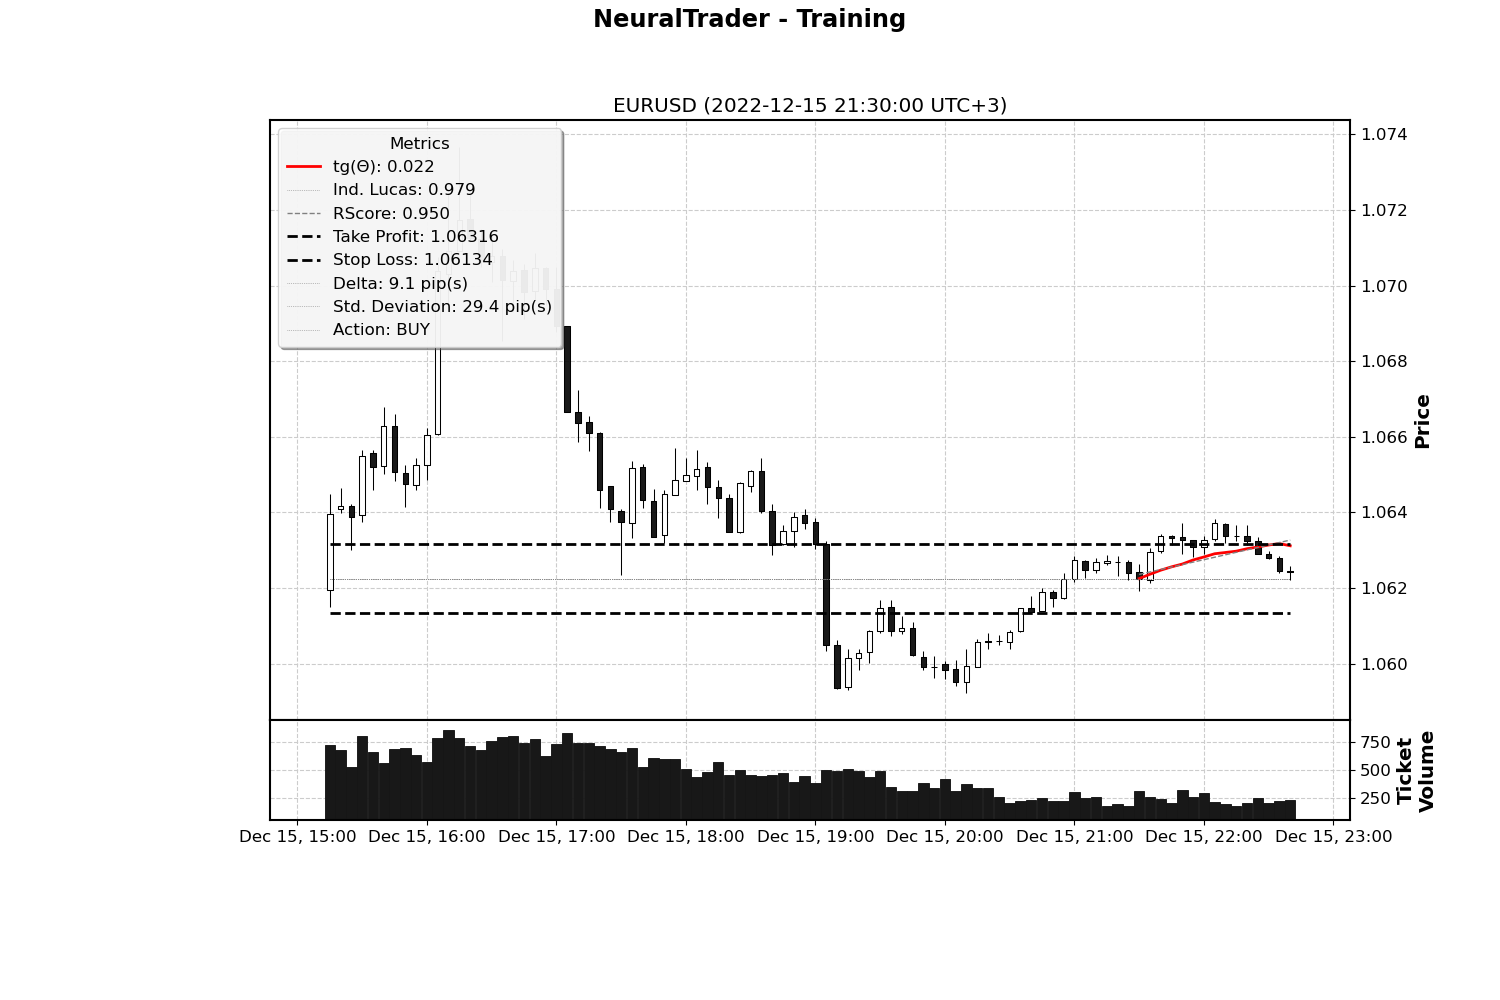 NeuralTrader - Training
EURUSD (2022-12-15 21:30:00 UTC+3)
Metrics
tg(Θ): 0.022
Ind. Lucas: 0.979
RScore: 0.950
Take Profit: 1.06316
Stop Loss: 1.06134
Delta: 9.1 pip(s)
Std. Deviation: 29.4 pip(s)
Action: BUY
1.074
1.072
1.070
1.068
1.066
1.064
1.062
1.060
Price
750
500
250
Ticket
Volume
Dec 15, 15:00
Dec 15, 16:00
Dec 15, 17:00
Dec 15, 18:00
Dec 15, 19:00
Dec 15, 20:00
Dec 15, 21:00
Dec 15, 22:00
Dec 15, 23:00